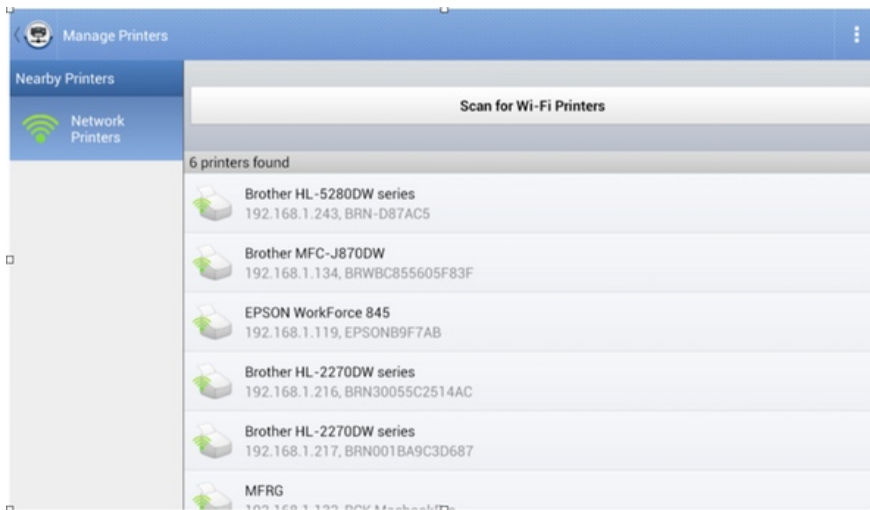 Manage Printers
Nearby Printers
Network
Printers
Scan for Wi-Fi Printers
6 printers found
Brother HL-5280DW series
192.168.1.243, BRN-D87AC5
Brother MFC-J870DW
192.168.1.134, BRWBC855605F83F
EPSON WorkForce 845
192.168.1.119, EPSONB9F7AB
Brother HL-2270DW series
192.168.1.216, BRN30055C2514AC
Brother HL-2270DW series
192.168.1.217, BRN001BA9C3D687
MFRG